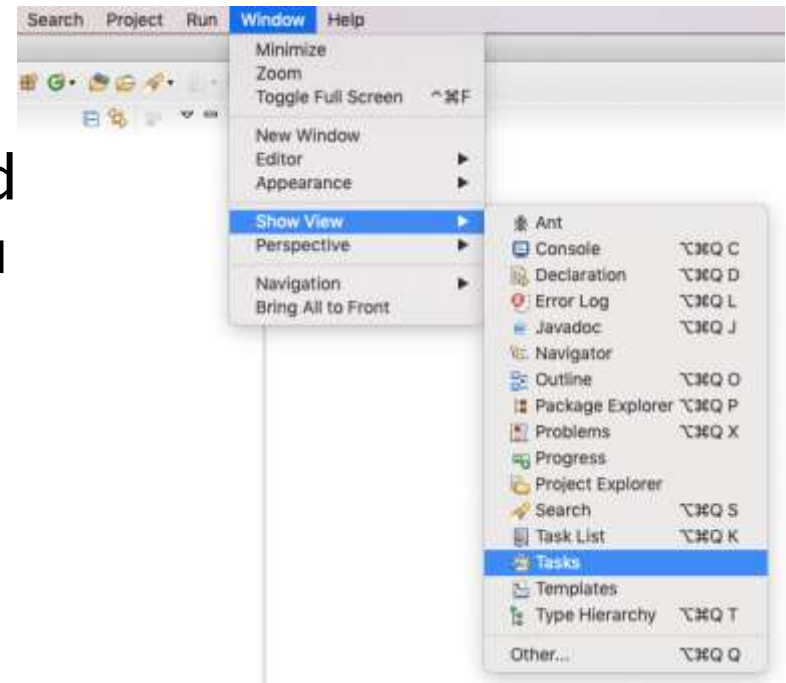 Search Project Run Window Help
Minimize
Zoom
Toggle Full Screen ^⌘F
New Window
Editor
Appearance
Show View
Perspective
Navigation
Bring All to Front
Ant
Console ⌥⌘Q C
Declaration ⌥⌘Q D
Error Log ⌥⌘Q L
Javadoc ⌥⌘Q J
Navigator
Outline ⌥⌘Q O
Package Explorer ⌥⌘Q P
Problems ⌥⌘Q X
Progress
Project Explorer
Search ⌥⌘Q S
Task List ⌥⌘Q K
Tasks
Templates
Type Hierarchy ⌥⌘Q T
Other... ⌥⌘Q Q